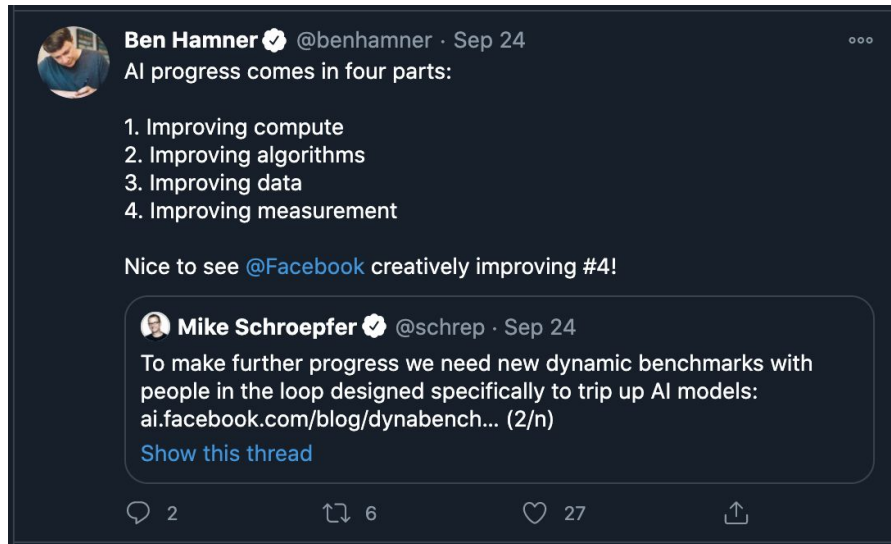 Ben Hamner @benhamner · Sep 24
AI progress comes in four parts:
1. Improving compute
2. Improving algorithms
3. Improving data
4. Improving measurement
Nice to see @Facebook creatively improving #4!
Mike Schroepfer @schrep · Sep 24
To make further progress we need new dynamic benchmarks with
people in the loop designed specifically to trip up AI models:
ai.facebook.com/blog/dynabench... (2/n)
Show this thread
2 6 27